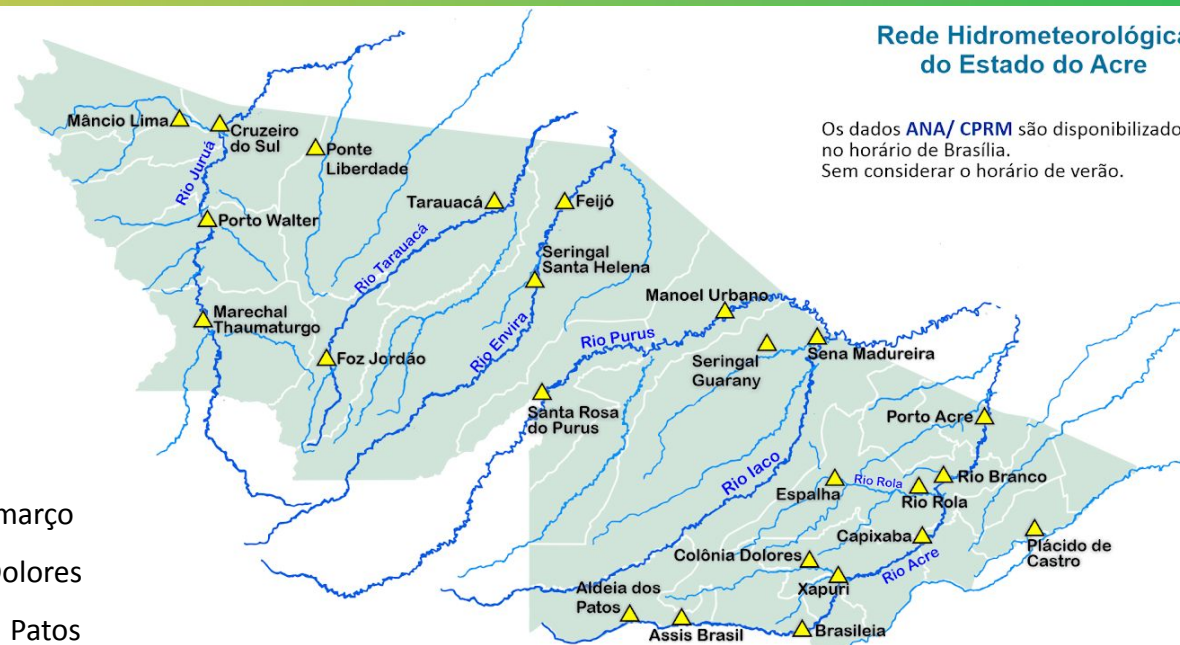 Rede Hidrometeorológica
do Estado do Acre
Os dados ANA/ CPRM são disponibilizado
no horário de Brasília.
Sem considerar o horário de verão.
Mâncio Lima
Cruzeiro
do Sul
Ponte
Liberdade
Rio Juruá
Porto Walter
Tarauacá
Feijó
Rio Tarauacá
Seringal
Santa Helena
Marechal
Thaumaturgo
Foz Jordão
Rio Envira
Manoel Urbano
Rio Purus
Seringal
Guarany
Sena Madureira
Santa Rosa
do Purus
Porto Acre
Rio Iaco
Espalha
Rio Rola
Rio Rola
Rio Branco
Capixaba
Plácido de
Castro
Colônia Dolores
Rio Acre
Xapuri
Aldeia dos
Patos
Assis Brasil
Brasileia
março
Dolores
Patos